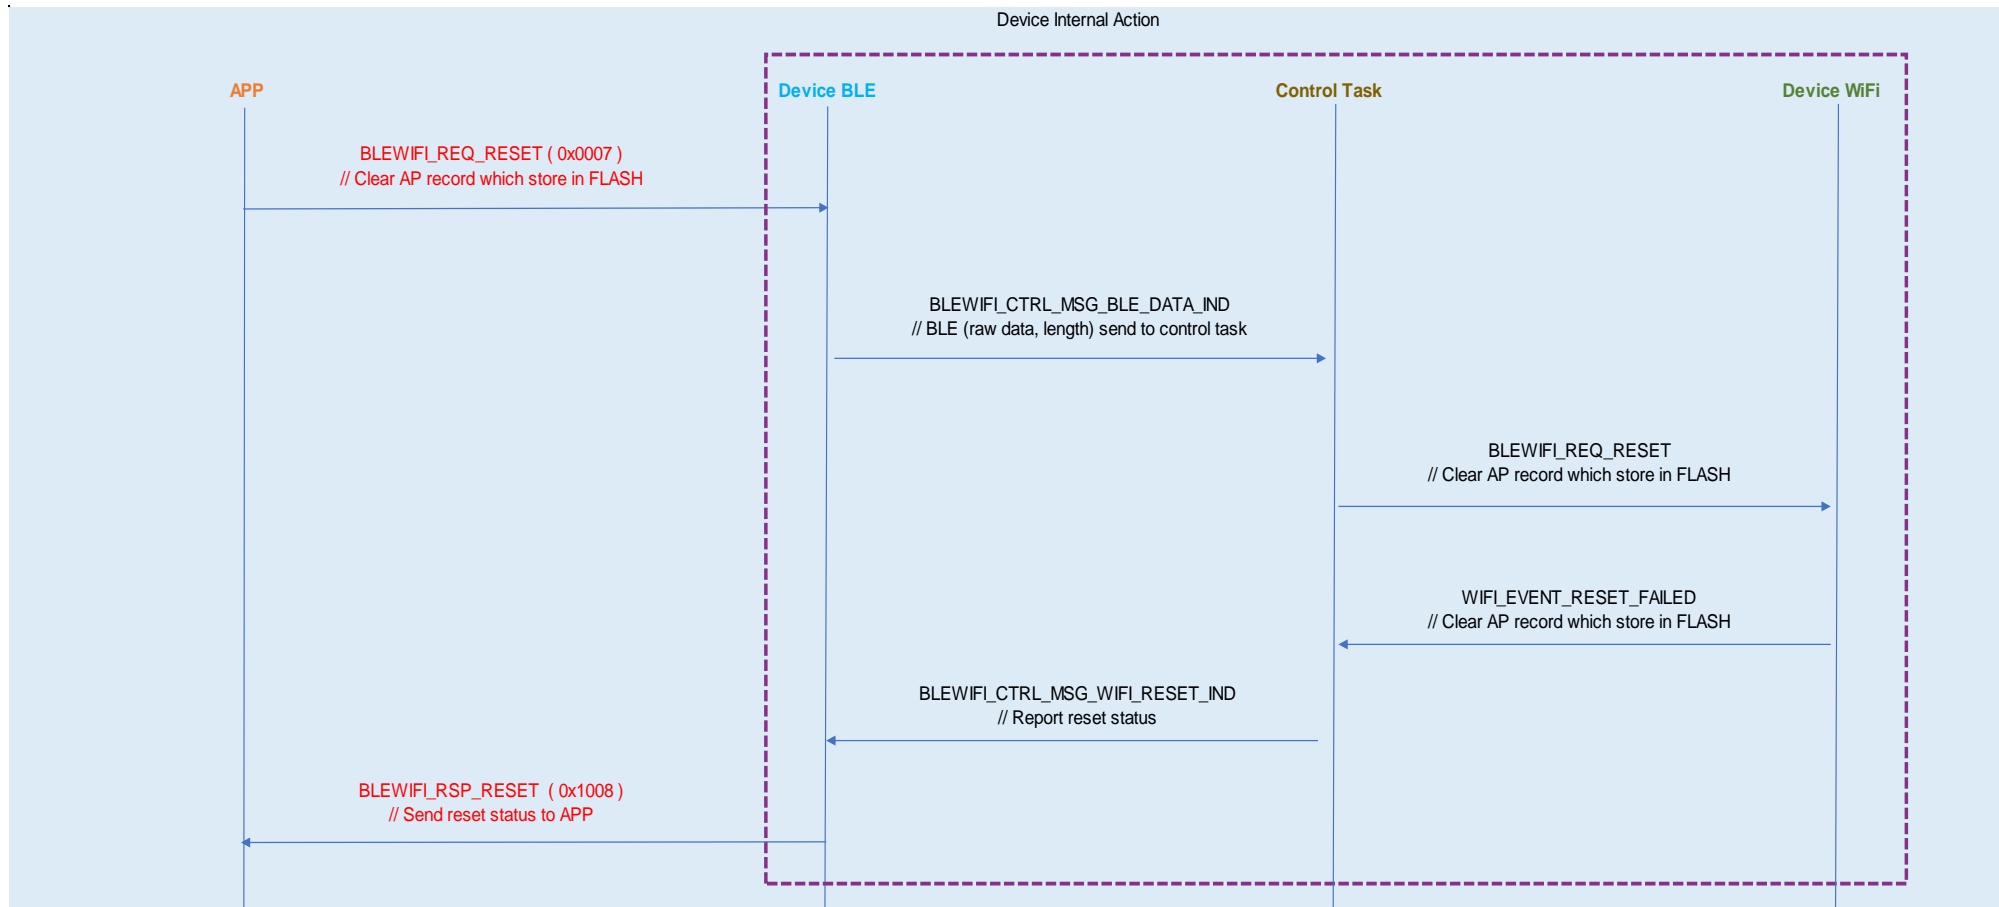 Device Internal Action
APP
Device BLE
Control Task
Device WiFi
BLEWIFI_REQ_RESET ( 0x0007 )
// Clear AP record which store in FLASH
BLEWIFI_CTRL_MSG_BLE_DATA_IND
// BLE (raw data, length) send to control task
BLEWIFI_REQ_RESET
// Clear AP record which store in FLASH
WIFI_EVENT_RESET_FAILED
// Clear AP record which store in FLASH
BLEWIFI_CTRL_MSG_WIFI_RESET_IND
// Report reset status
BLEWIFI_RSP_RESET ( 0x1008 )
// Send reset status to APP